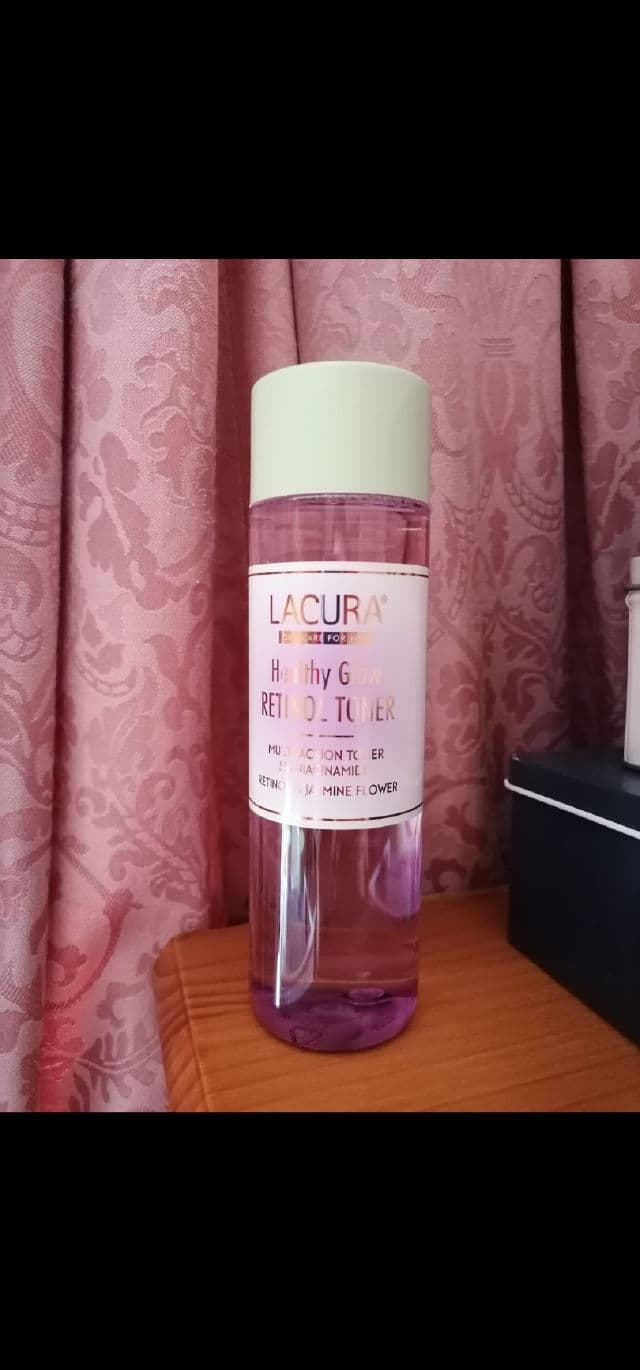 LACURA®
Healthy Glow
RETINOL TONER
MULTI ACTION TONER
NIACINAMIDE
RETINOL & JASMINE FLOWER